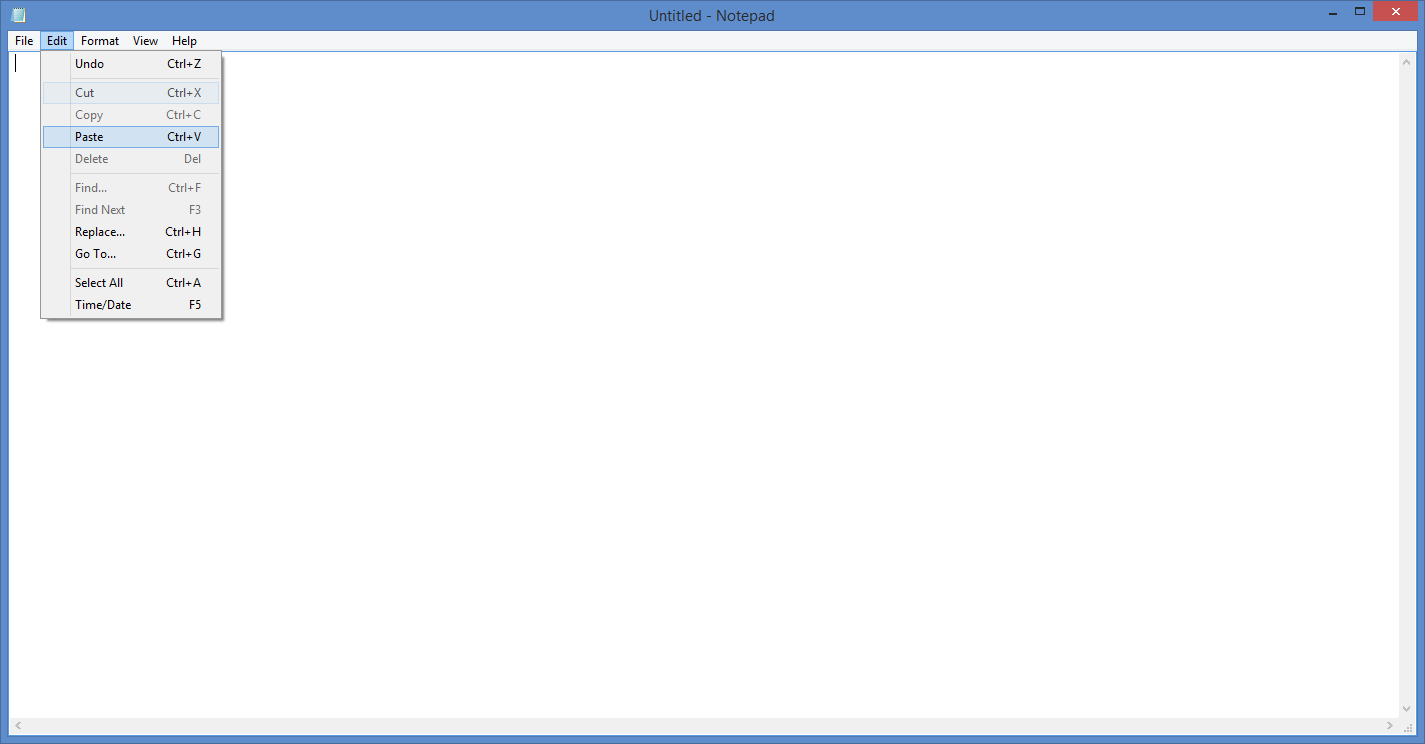 Untitled - Notepad
File Edit Format View Help
Undo Ctrl+Z
Cut Ctrl+X
Copy Ctrl+C
Paste Ctrl+V
Delete Del
Find... Ctrl+F
Find Next F3
Replace... Ctrl+H
Go To... Ctrl+G
Select All Ctrl+A
Time/Date F5